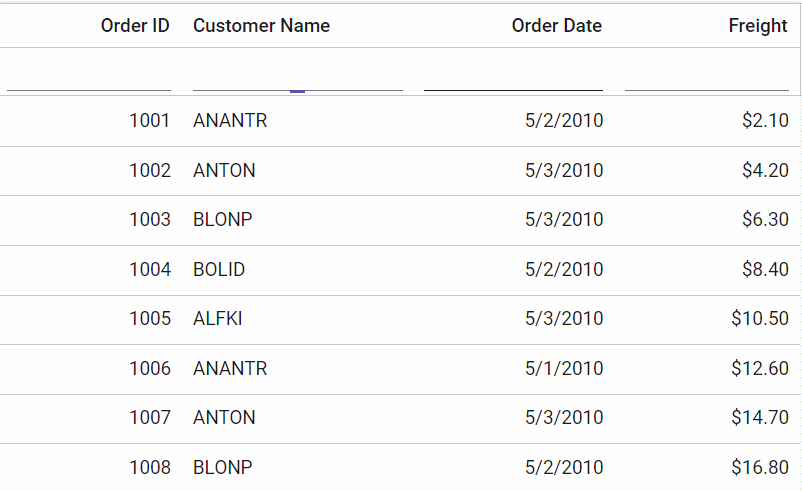 Order ID Customer Name Order Date Freight
1001 ANANTR 5/2/2010 $2.10
1002 ANTON 5/3/2010 $4.20
1003 BLONP 5/3/2010 $6.30
1004 BOLID 5/2/2010 $8.40
1005 ALFKI 5/3/2010 $10.50
1006 ANANTR 5/1/2010 $12.60
1007 ANTON 5/3/2010 $14.70
1008 BLONP 5/2/2010 $16.80